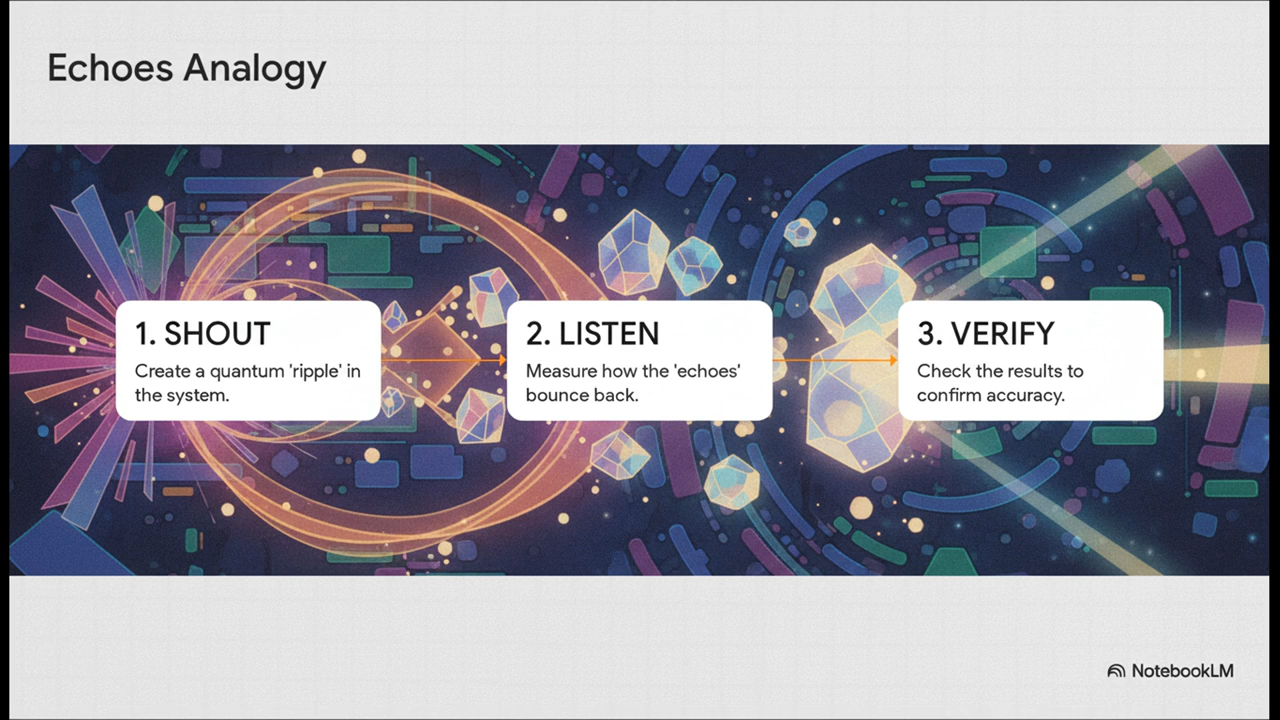 Echoes Analogy
1. SHOUT
Create a quantum 'ripple' in
the system.
2. LISTEN
Measure how the 'echoes'
bounce back.
3. VERIFY
Check the results to
confirm accuracy.
NotebookLM